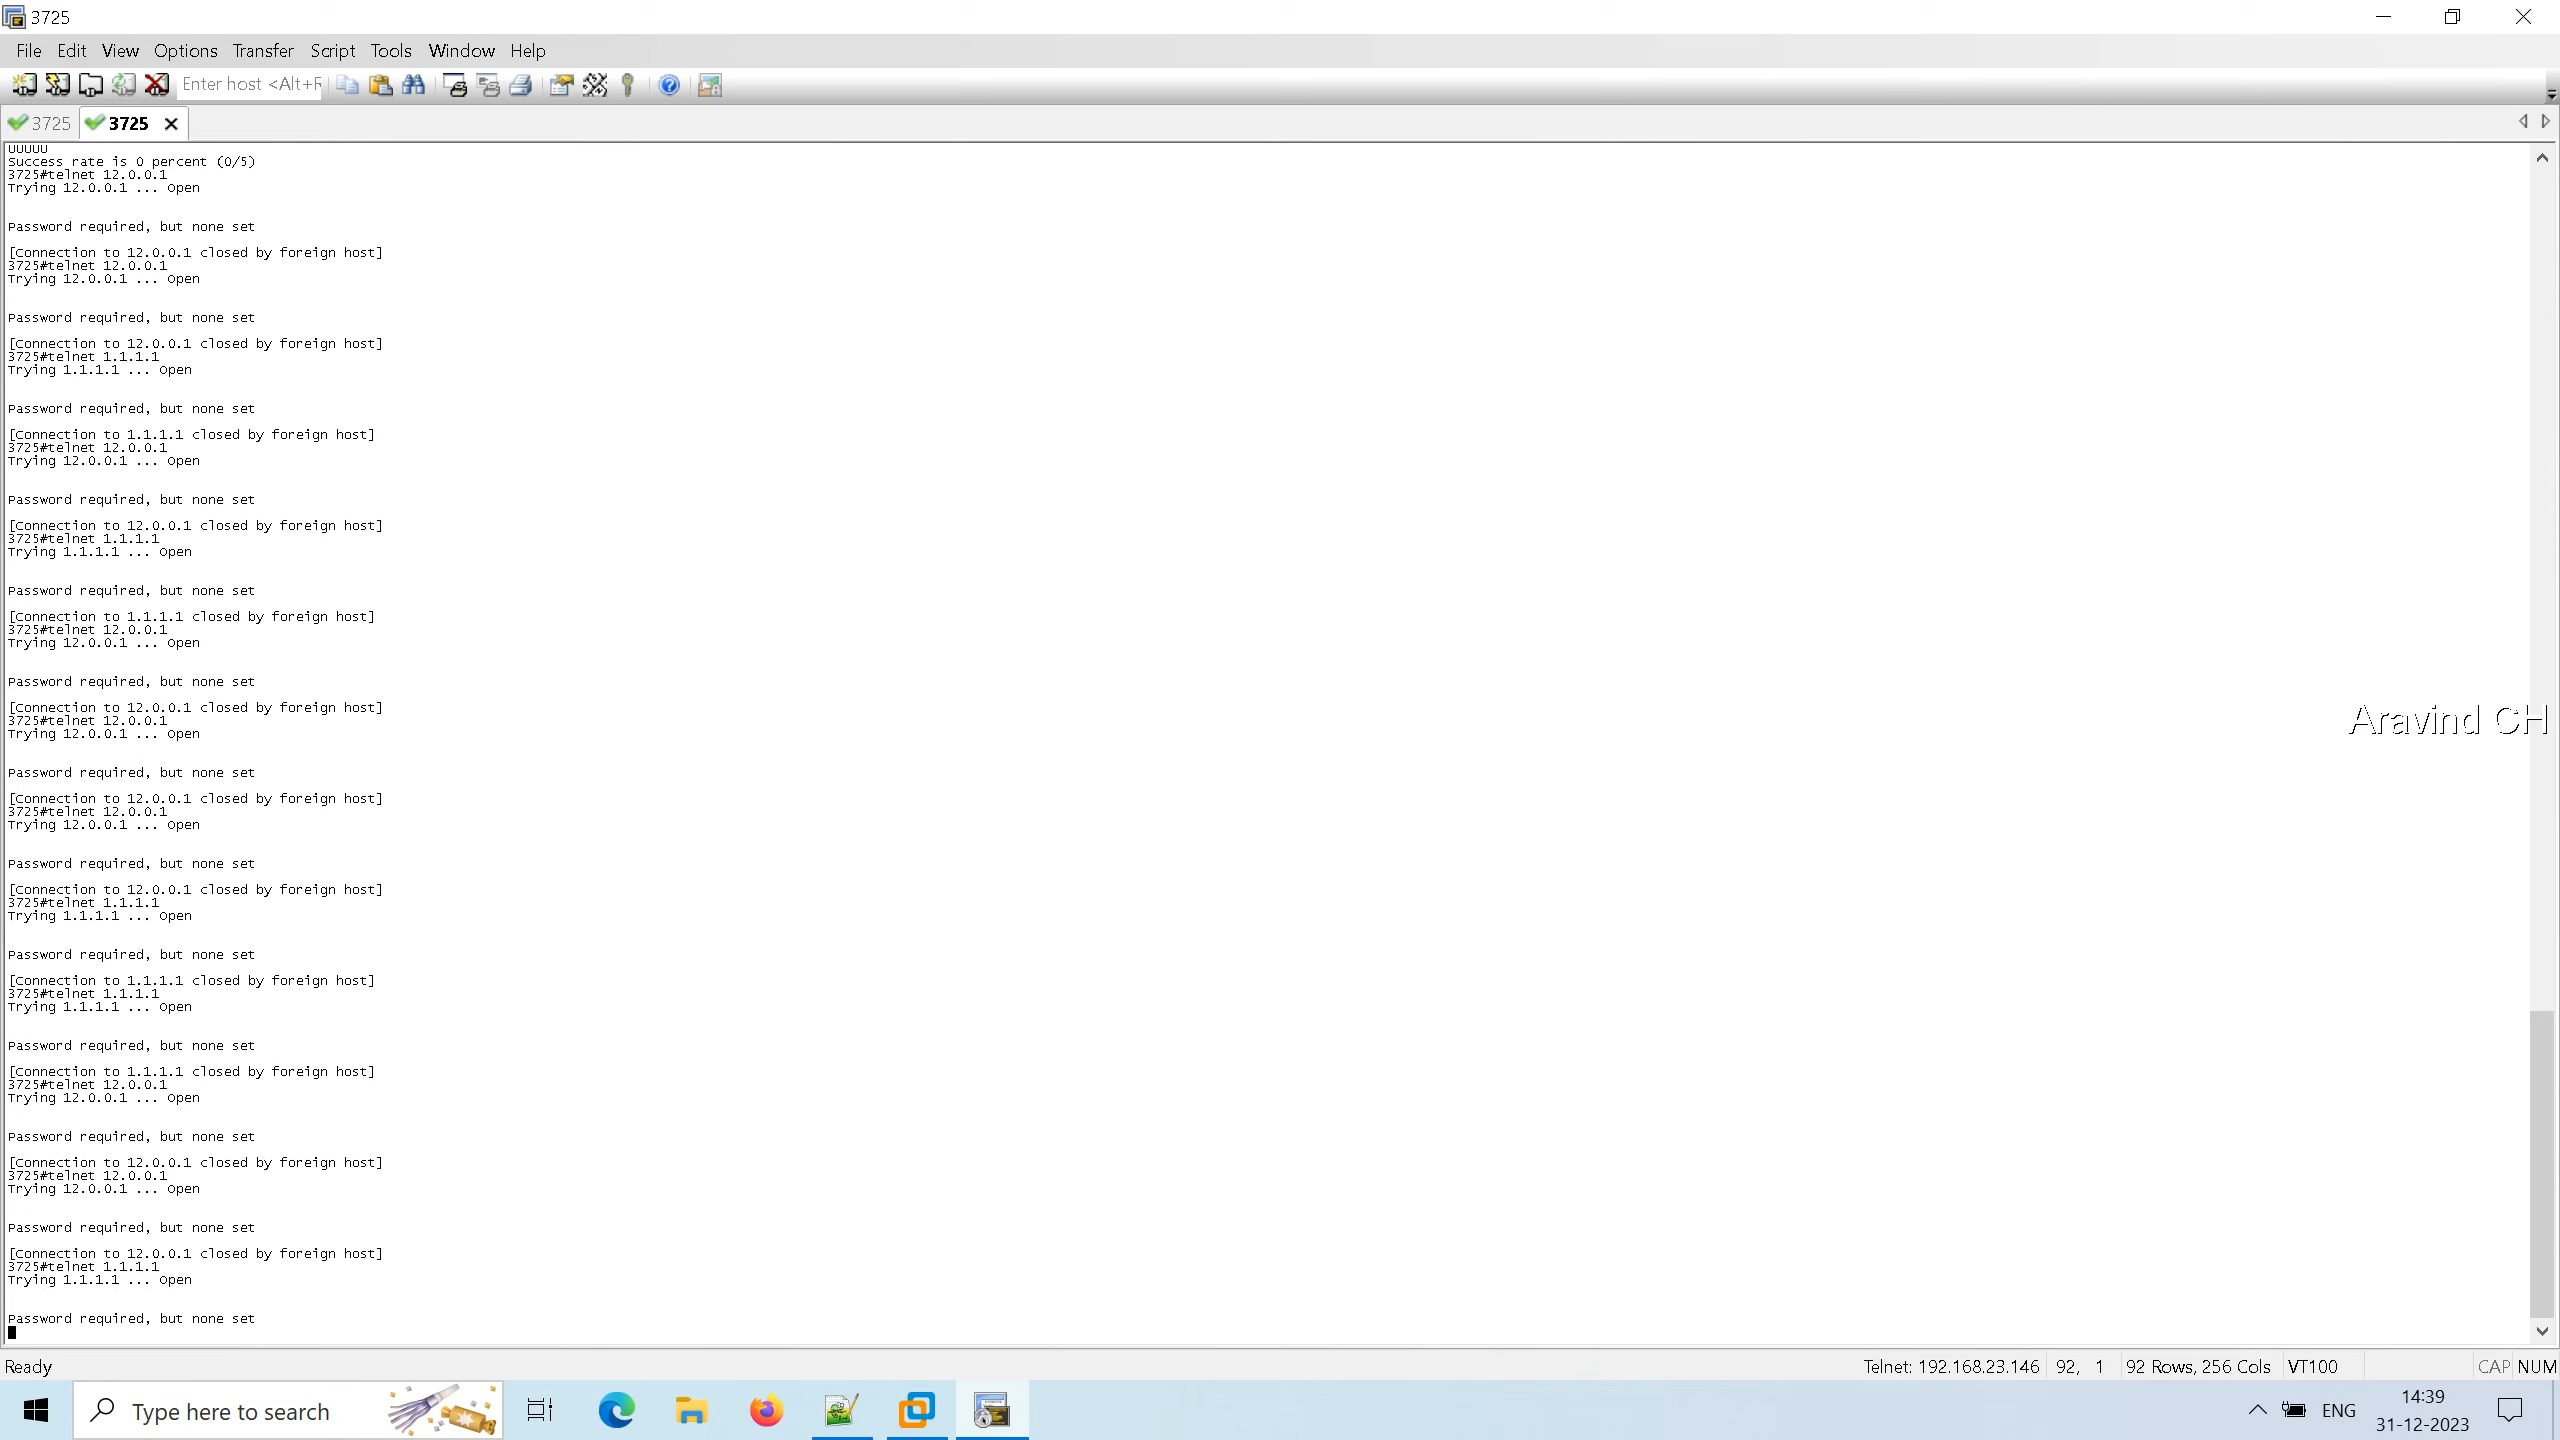 3725
File Edit View Options Transfer Script Tools Window Help
Enter host <Alt+R
3725 3725
UUUUU
Success rate is 0 percent (0/5)
3725#telnet 12.0.0.1
Trying 12.0.0.1 ... Open
Password required, but none set
[Connection to 12.0.0.1 closed by foreign host]
3725#telnet 12.0.0.1
Trying 12.0.0.1 ... Open
Password required, but none set
[Connection to 12.0.0.1 closed by foreign host]
3725#telnet 1.1.1.1
Trying 1.1.1.1 ... Open
Password required, but none set
[Connection to 1.1.1.1 closed by foreign host]
3725#telnet 12.0.0.1
Trying 12.0.0.1 ... Open
Password required, but none set
[Connection to 12.0.0.1 closed by foreign host]
3725#telnet 1.1.1.1
Trying 1.1.1.1 ... Open
Password required, but none set
[Connection to 1.1.1.1 closed by foreign host]
3725#telnet 12.0.0.1
Trying 12.0.0.1 ... Open
Password required, but none set
[Connection to 12.0.0.1 closed by foreign host]
3725#telnet 12.0.0.1
Trying 12.0.0.1 ... Open
Password required, but none set
[Connection to 12.0.0.1 closed by foreign host]
3725#telnet 12.0.0.1
Trying 12.0.0.1 ... Open
Password required, but none set
[Connection to 12.0.0.1 closed by foreign host]
3725#telnet 1.1.1.1
Trying 1.1.1.1 ... Open
Password required, but none set
[Connection to 1.1.1.1 closed by foreign host]
3725#telnet 1.1.1.1
Trying 1.1.1.1 ... Open
Password required, but none set
[Connection to 1.1.1.1 closed by foreign host]
3725#telnet 12.0.0.1
Trying 12.0.0.1 ... Open
Password required, but none set
[Connection to 12.0.0.1 closed by foreign host]
3725#telnet 12.0.0.1
Trying 12.0.0.1 ... Open
Password required, but none set
[Connection to 12.0.0.1 closed by foreign host]
3725#telnet 1.1.1.1
Trying 1.1.1.1 ... Open
Password required, but none set
Aravind CH
Ready Telnet: 192.168.23.146 92, 1 92 Rows, 256 Cols VT100 CAP NUM
Type here to search ENG 14:39
31-12-2023